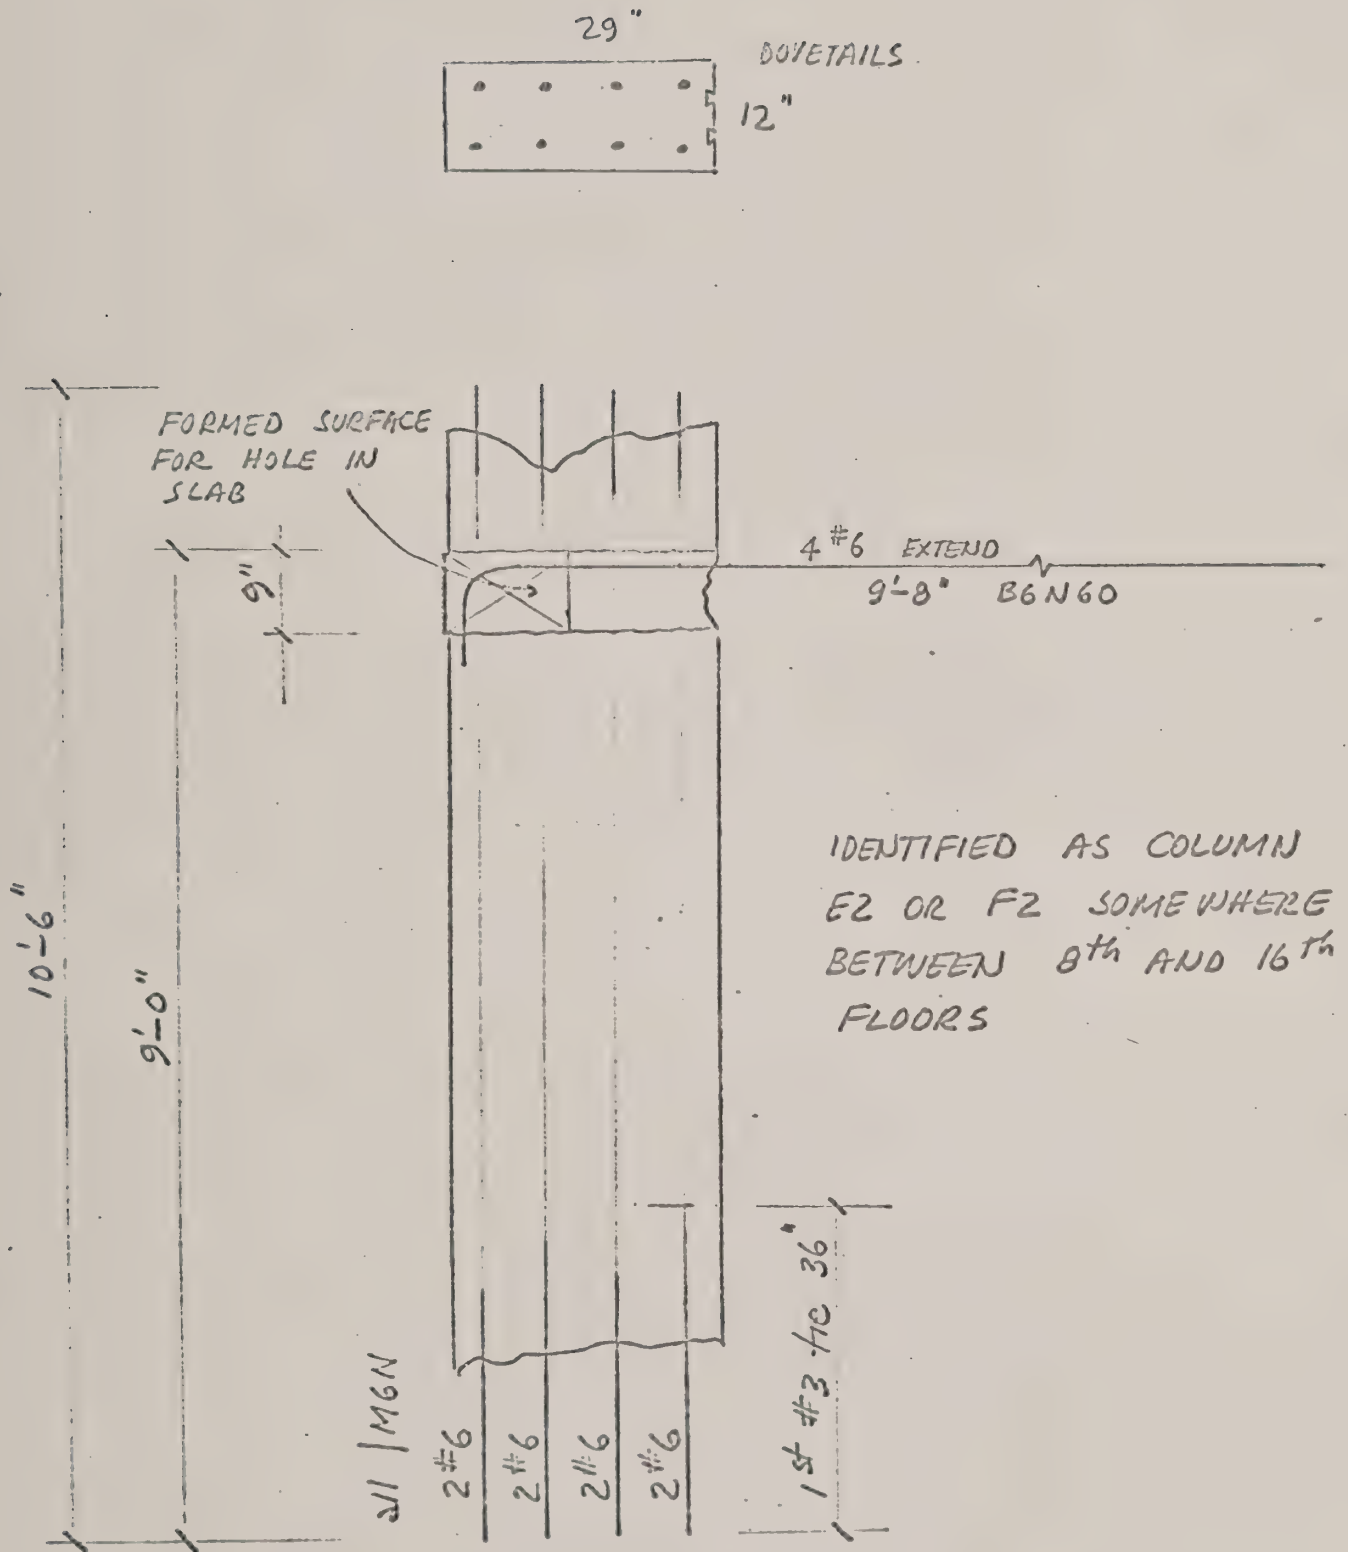 29"
DOVETAILS.
12"
FORMED SURFACE
FOR HOLE IN
SLAB
9"
4 #6 EXTEND
9'-8" B6N60
10'-6"
9'-0"
IDENTIFIED AS COLUMN
E2 OR F2 SOMEWHERE
BETWEEN 8th AND 16th
FLOORS
all | M6N
2#6
2#6
2#6
2#6
1st #3 tie 36"